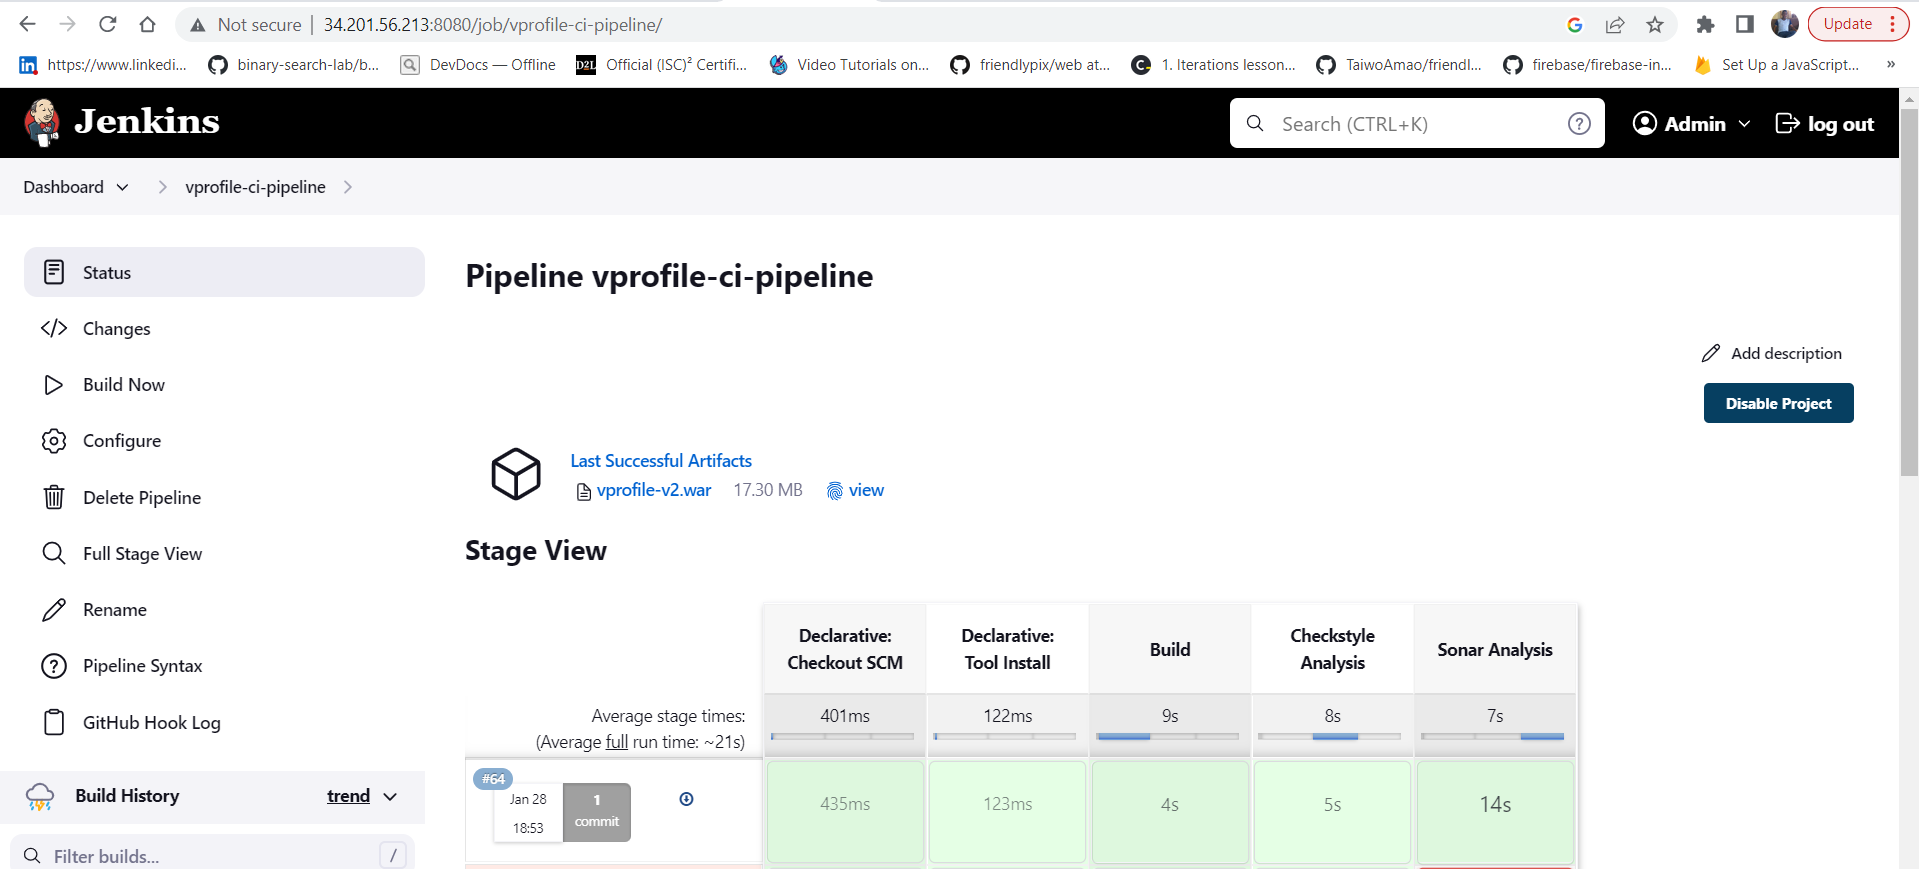 Not secure | 34.201.56.213:8080/job/vprofile-ci-pipeline/
Update
https://www.linkedi... binary-search-lab/b... DevDocs — Offline D2L Official (ISC)² Certifi... Video Tutorials on... friendlypix/web at... 1. Iterations lesson... TaiwoAmao/friendl... firebase/firebase-in... Set Up a JavaScript... »
Jenkins
Search (CTRL+K)
Admin
log out
Dashboard
vprofile-ci-pipeline
Status
Changes
Build Now
Configure
Delete Pipeline
Full Stage View
Rename
Pipeline Syntax
GitHub Hook Log
Build History
trend
Filter builds...
/
Pipeline vprofile-ci-pipeline
Add description
Disable Project
Last Successful Artifacts
vprofile-v2.war 17.30 MB view
Stage View
Declarative: Checkout SCM
Declarative: Tool Install
Build
Checkstyle Analysis
Sonar Analysis
Average stage times:
(Average full run time: ~21s)
401ms 122ms 9s 8s 7s
#64
Jan 28
18:53
1
commit
435ms 123ms 4s 5s 14s